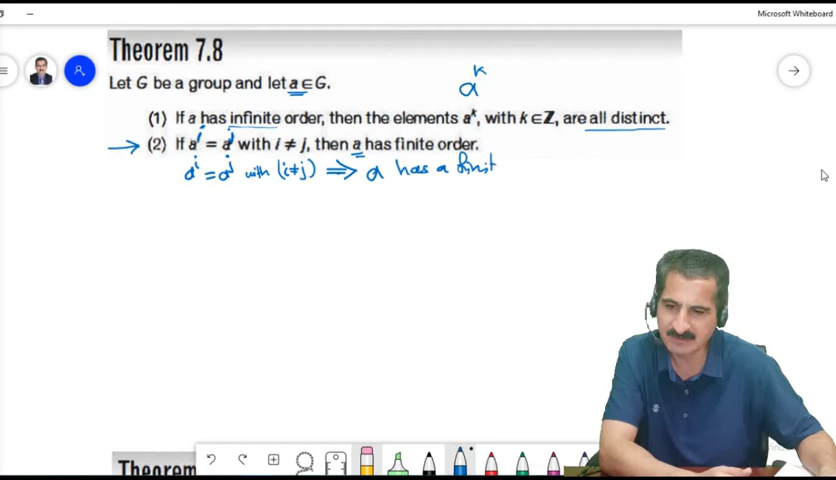 Microsoft Whiteboard
Theorem 7.8
Let G be a group and let a ∈ G.
a^k
(1) If a has infinite order, then the elements a^k, with k ∈ Z, are all distinct.
→ (2) If a^i = a^j with i ≠ j, then a has finite order.
a^i = a^j with (i≠j) ⟹ a has a finit
Theorem